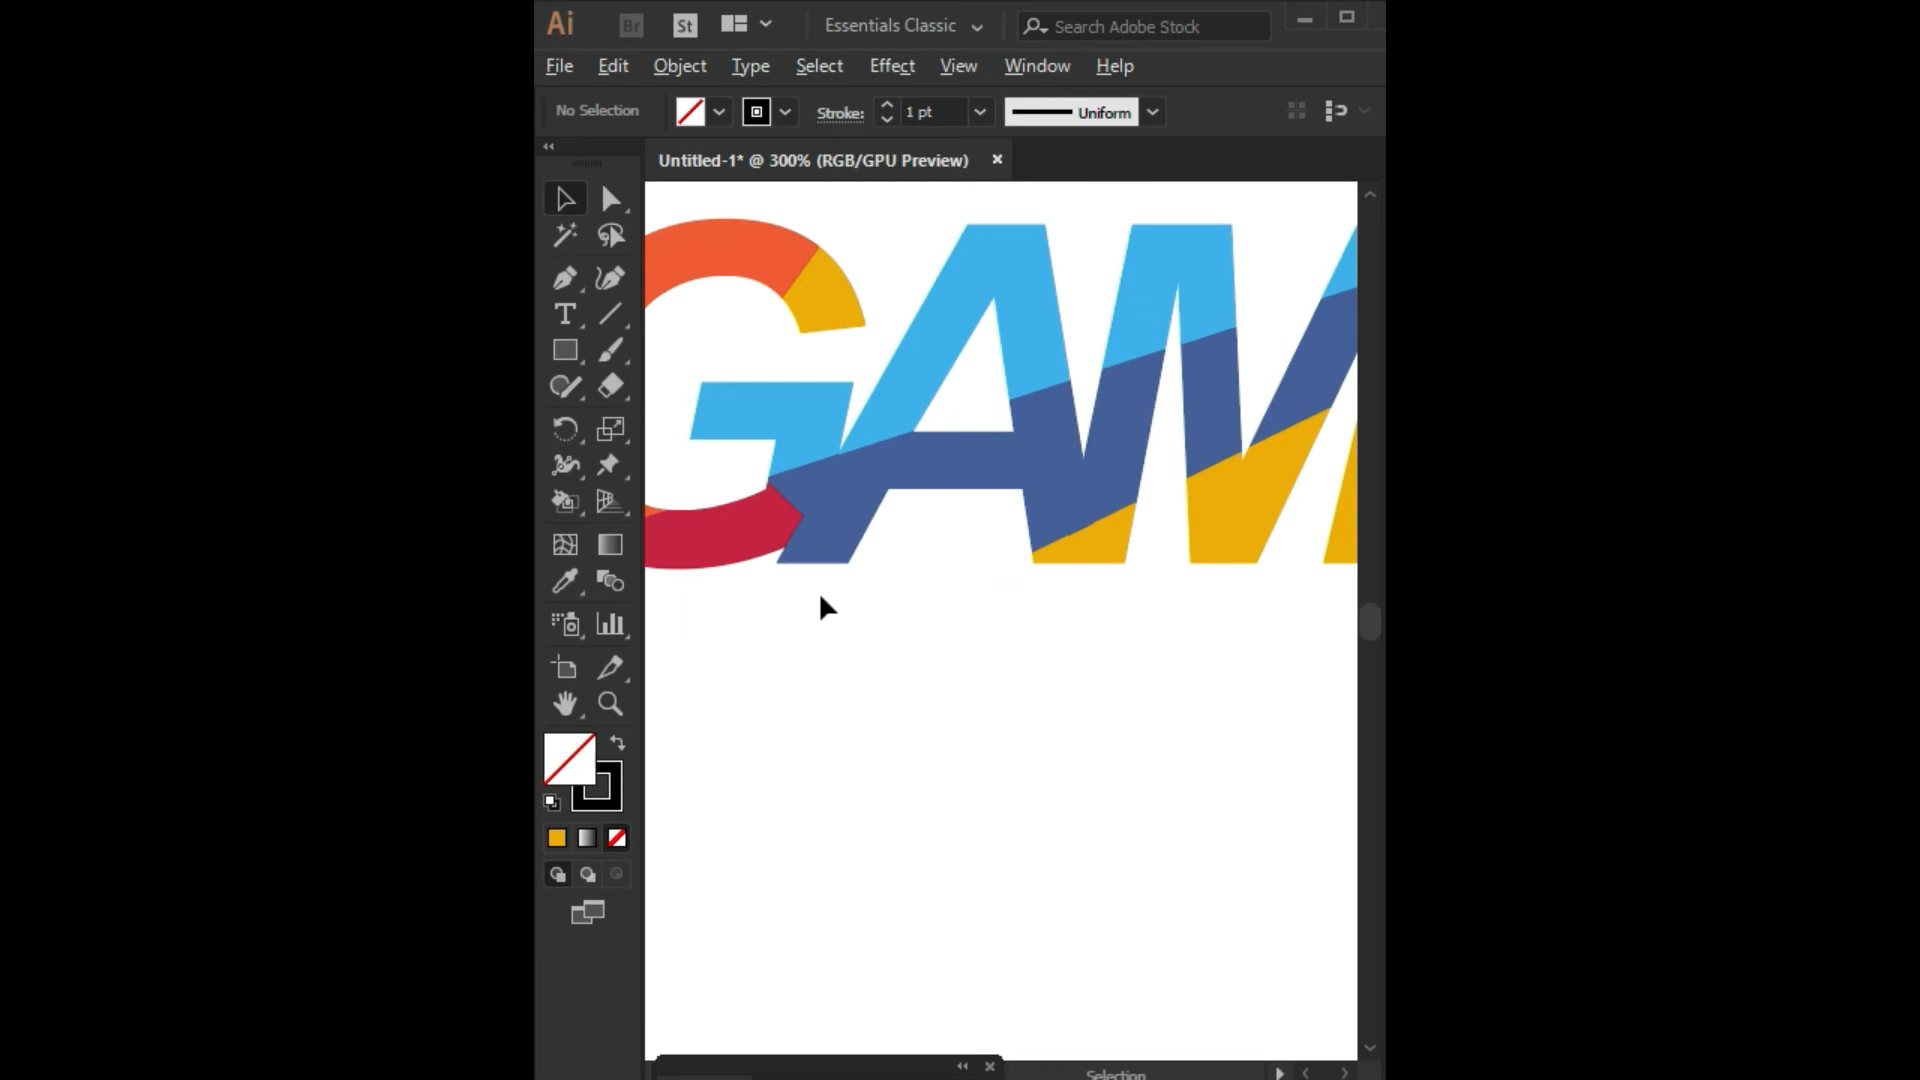 Ai Br St Essentials Classic Search Adobe Stock
File Edit Object Type Select Effect View Window Help
No Selection Stroke: 1 pt Uniform
Untitled-1* @ 300% (RGB/GPU Preview)
GAM
Selection